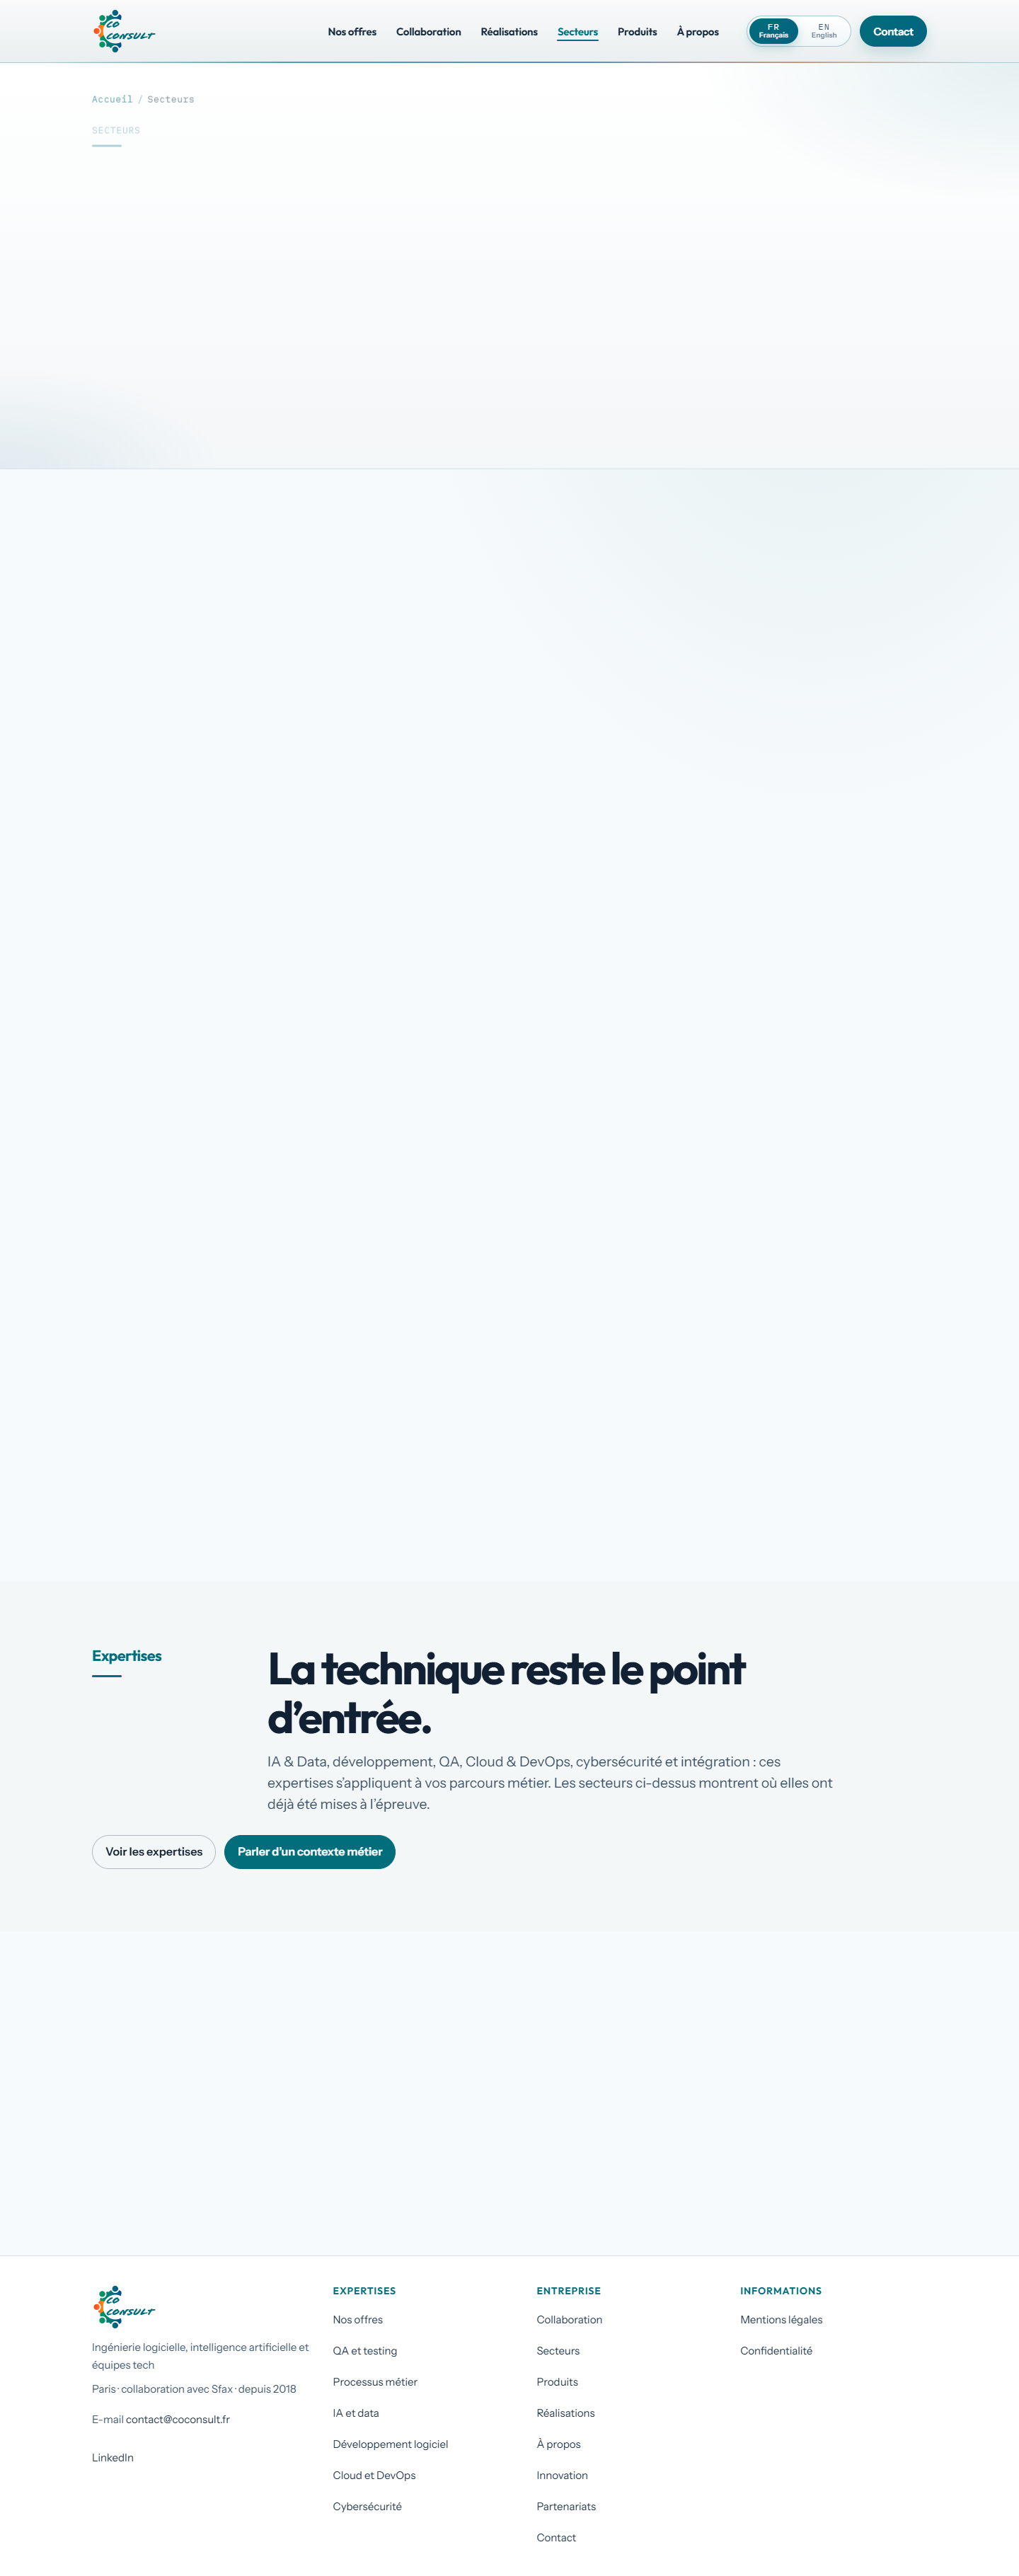 CO
CONSULT
Nos offres
Collaboration
Réalisations
Secteurs
Produits
À propos
FR
Français
EN
English
Contact
Accueil / Secteurs
SECTEURS
Expertises
La technique reste le point
d’entrée.
IA & Data, développement, QA, Cloud & DevOps, cybersécurité et intégration : ces
expertises s’appliquent à vos parcours métier. Les secteurs ci-dessus montrent où elles ont
déjà été mises à l’épreuve.
Voir les expertises
Parler d’un contexte métier
CO
CONSULT
Ingénierie logicielle, intelligence artificielle et
équipes tech
Paris · collaboration avec Sfax · depuis 2018
E-mail contact@coconsult.fr
LinkedIn
EXPERTISES
Nos offres
QA et testing
Processus métier
IA et data
Développement logiciel
Cloud et DevOps
Cybersécurité
ENTREPRISE
Collaboration
Secteurs
Produits
Réalisations
À propos
Innovation
Partenariats
Contact
INFORMATIONS
Mentions légales
Confidentialité